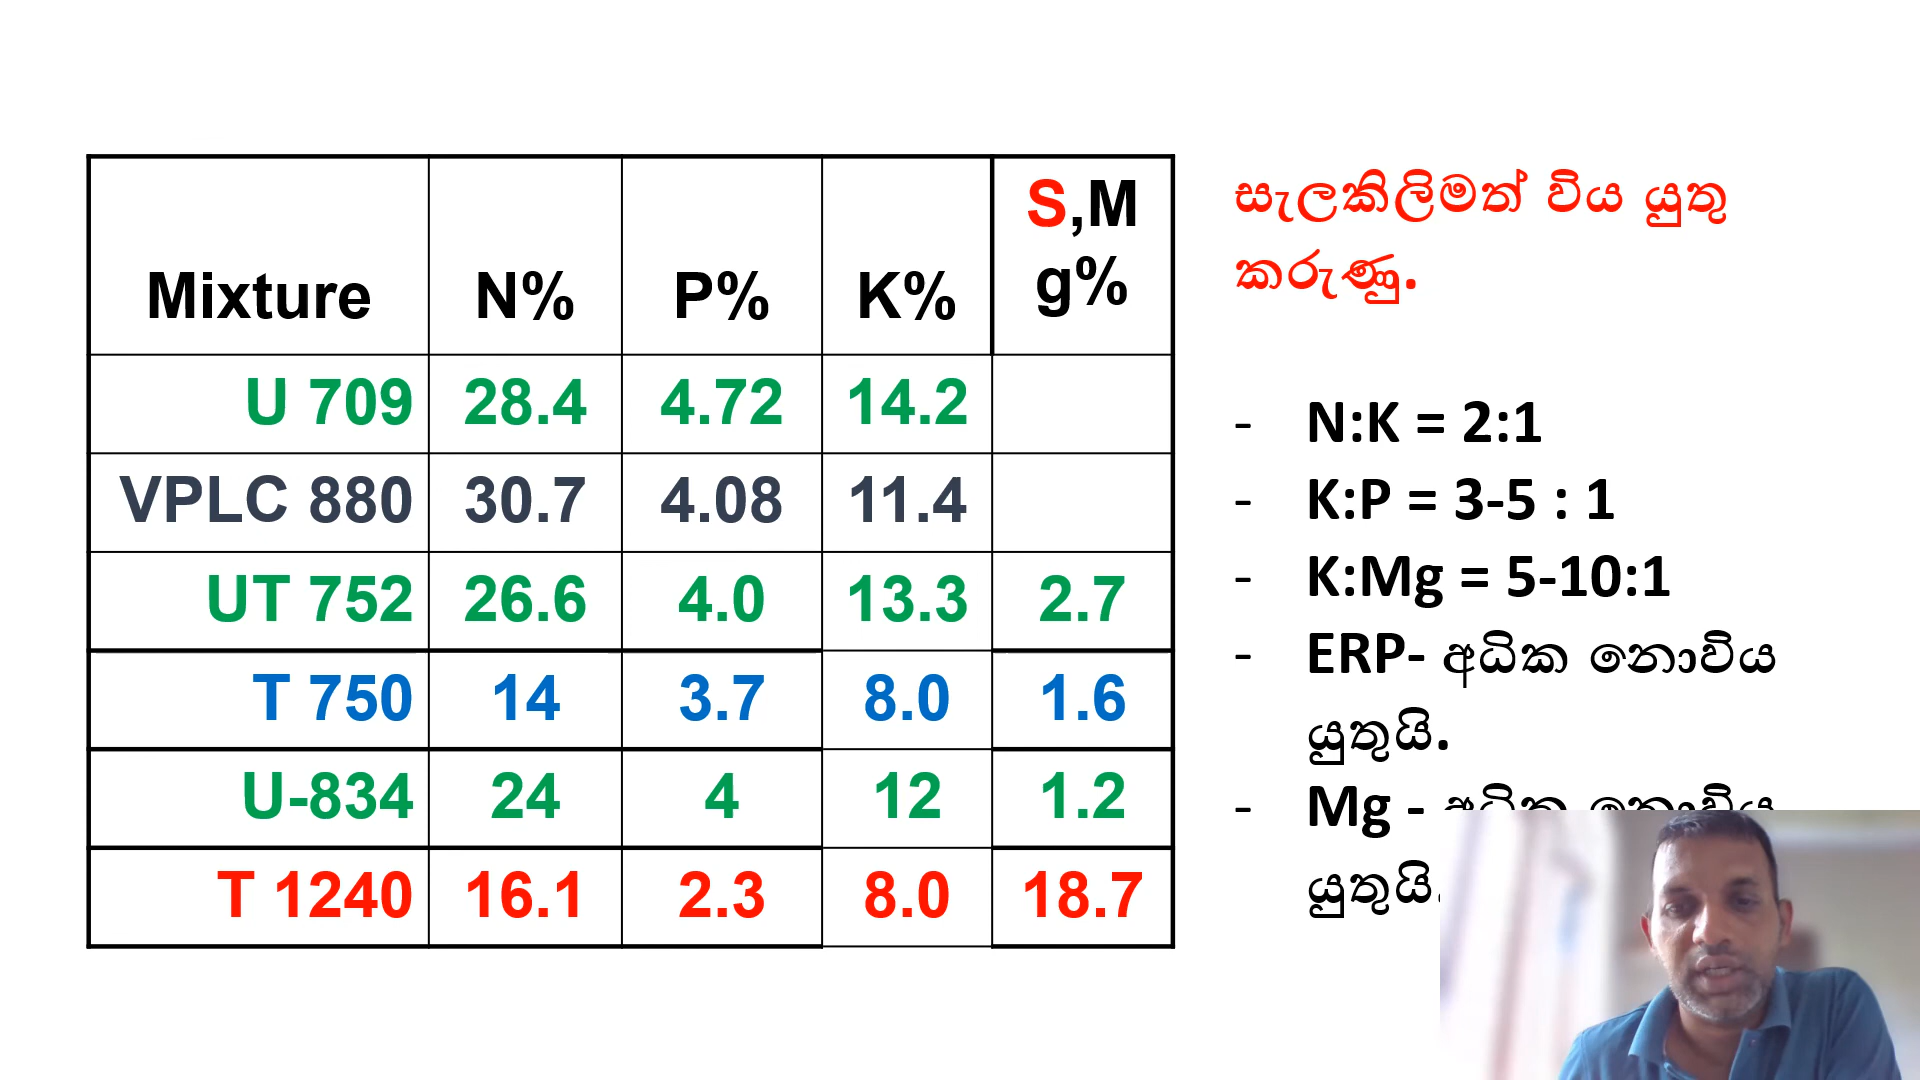 Mixture N% P% K% S,M
g%
U 709 28.4 4.72 14.2
VPLC 880 30.7 4.08 11.4
UT 752 26.6 4.0 13.3 2.7
T 750 14 3.7 8.0 1.6
U-834 24 4 12 1.2
T 1240 16.1 2.3 8.0 18.7
සැලකිලිමත් විය යුතු
කරුණු.
- N:K = 2:1
- K:P = 3-5 : 1
- K:Mg = 5-10:1
- ERP- අධික නොවිය
යුතුයි.
- Mg - අධික නොවිය
යුතුයි.